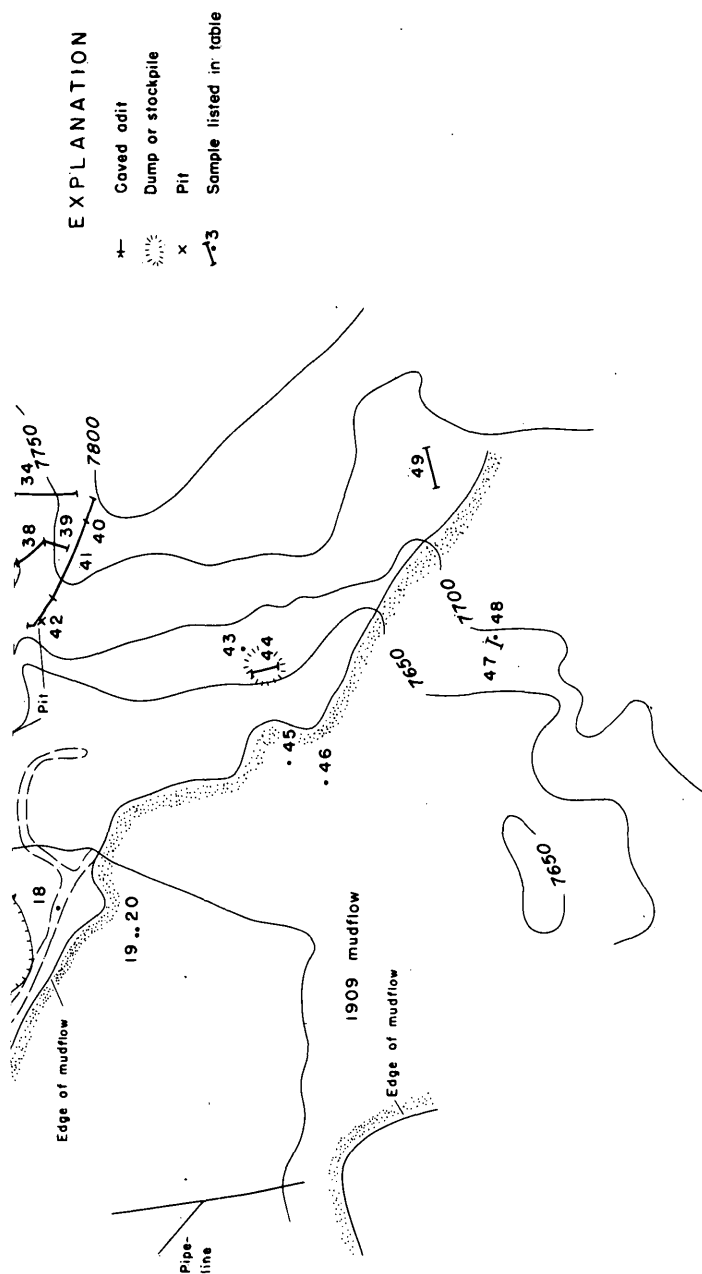 EXPLANATION
Caved adit
Dump or stockpile
Pit
3 Sample listed in table
34
7750
38
39
7800
40
41
42
Pit
43
44
49
7700
48
47
7650
45
46
7650
18
19
20
1909 mudflow
Edge of mudflow
Edge of mudflow
Pipe-
line